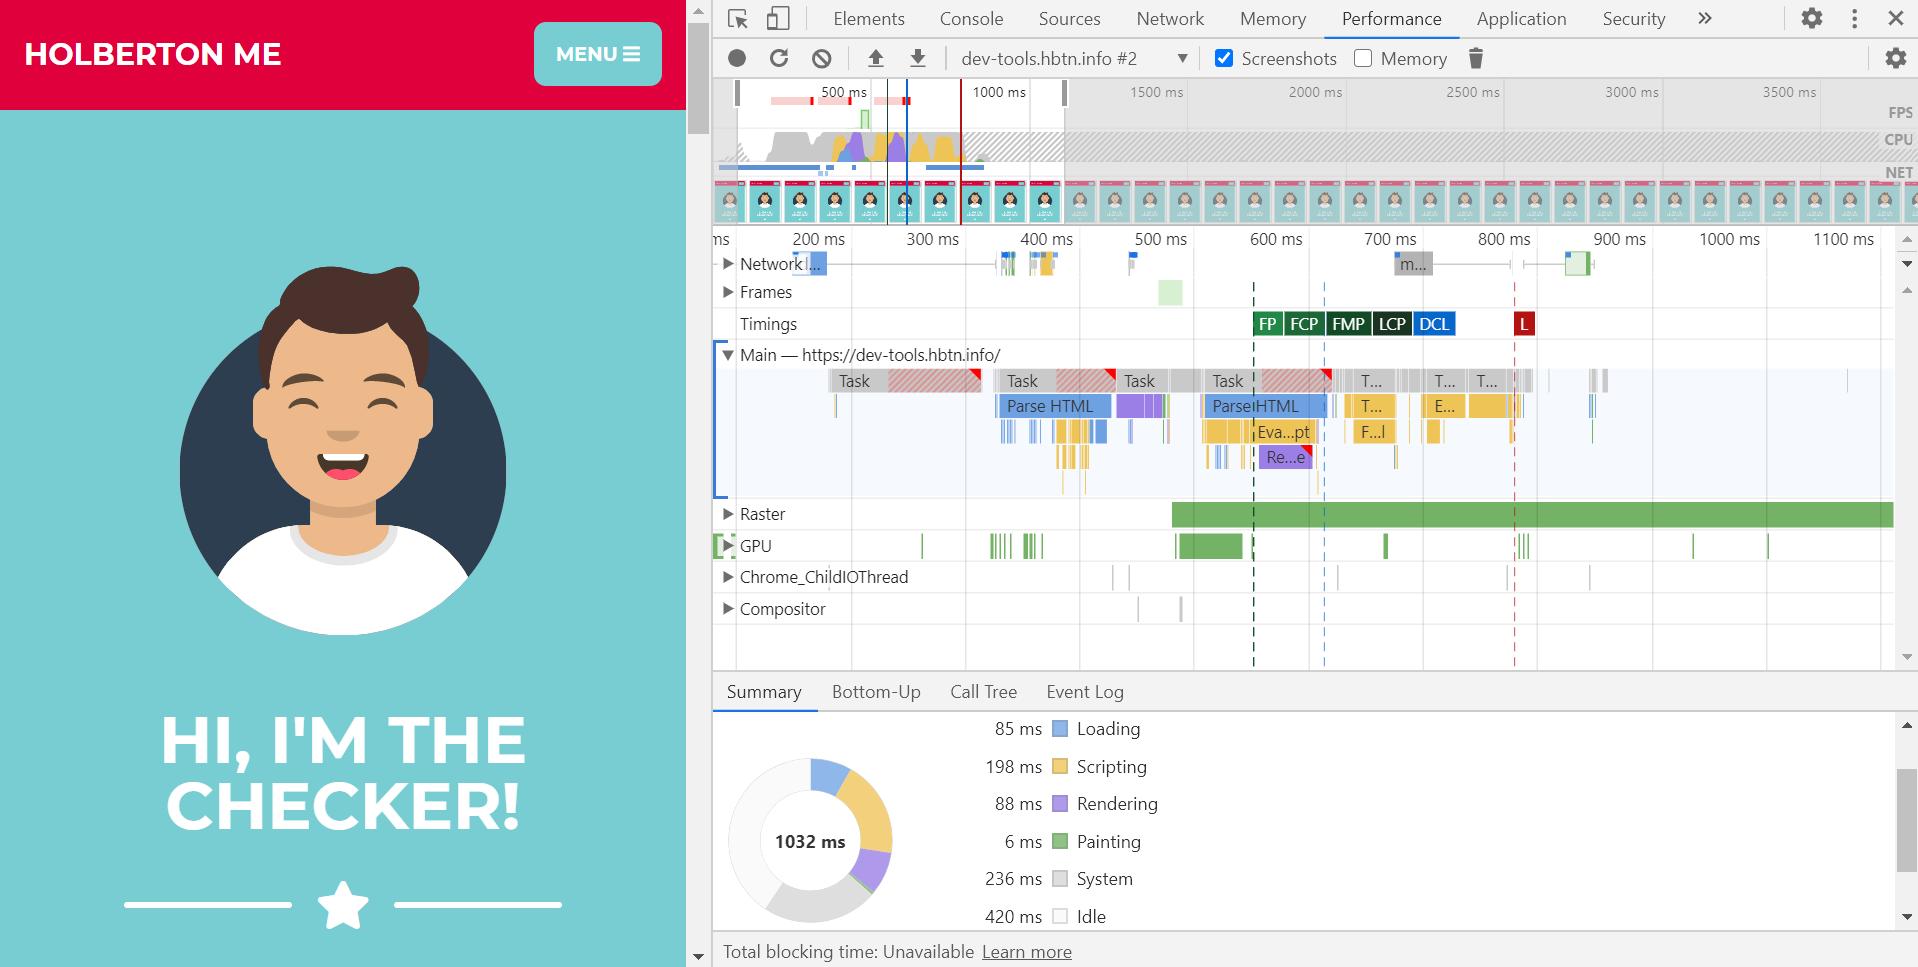 HOLBERTON ME
MENU
HI, I'M THE
CHECKER!
Elements Console Sources Network Memory Performance Application Security
dev-tools.hbtn.info #2 Screenshots Memory
500 ms 1000 ms 1500 ms 2000 ms 2500 ms 3000 ms 3500 ms
FPS
CPU
NET
ms 200 ms 300 ms 400 ms 500 ms 600 ms 700 ms 800 ms 900 ms 1000 ms 1100 ms
Network ... m...
Frames
Timings FP FCP FMP LCP DCL L
Main — https://dev-tools.hbtn.info/
Task Task Task Task T... T... T...
Parse HTML Parse HTML T... E...
Eva...pt F...l
Re...e
Raster
GPU
Chrome_ChildIOThread
Compositor
Summary Bottom-Up Call Tree Event Log
1032 ms
85 ms Loading
198 ms Scripting
88 ms Rendering
6 ms Painting
236 ms System
420 ms Idle
Total blocking time: Unavailable Learn more